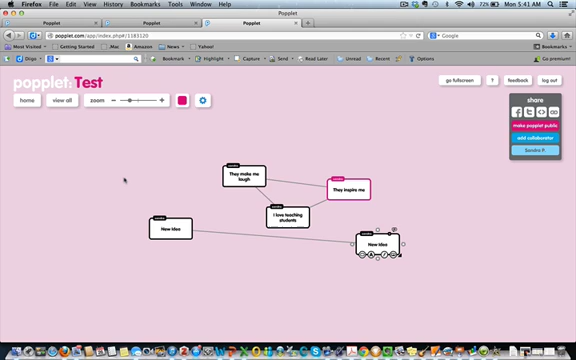 Firefox File Edit View History Bookmarks Tools Window Help
72% Mon 5:41 AM
Popplet
Popplet Popplet Popplet
popplet.com/app/index.php#/1183120
Google
Most Visited Getting Started Mac Amazon News Yahoo! Bookmarks
Diigo Bookmark Highlight Capture Send Read Later Recent Options Go premium!
popplet: Test
go fullscreen ? feedback log out
home view all zoom
share
make popplet public
add collaborator
Sandra P.
They make me
laugh
They inspire me
I love teaching
students
New Idea
New Idea